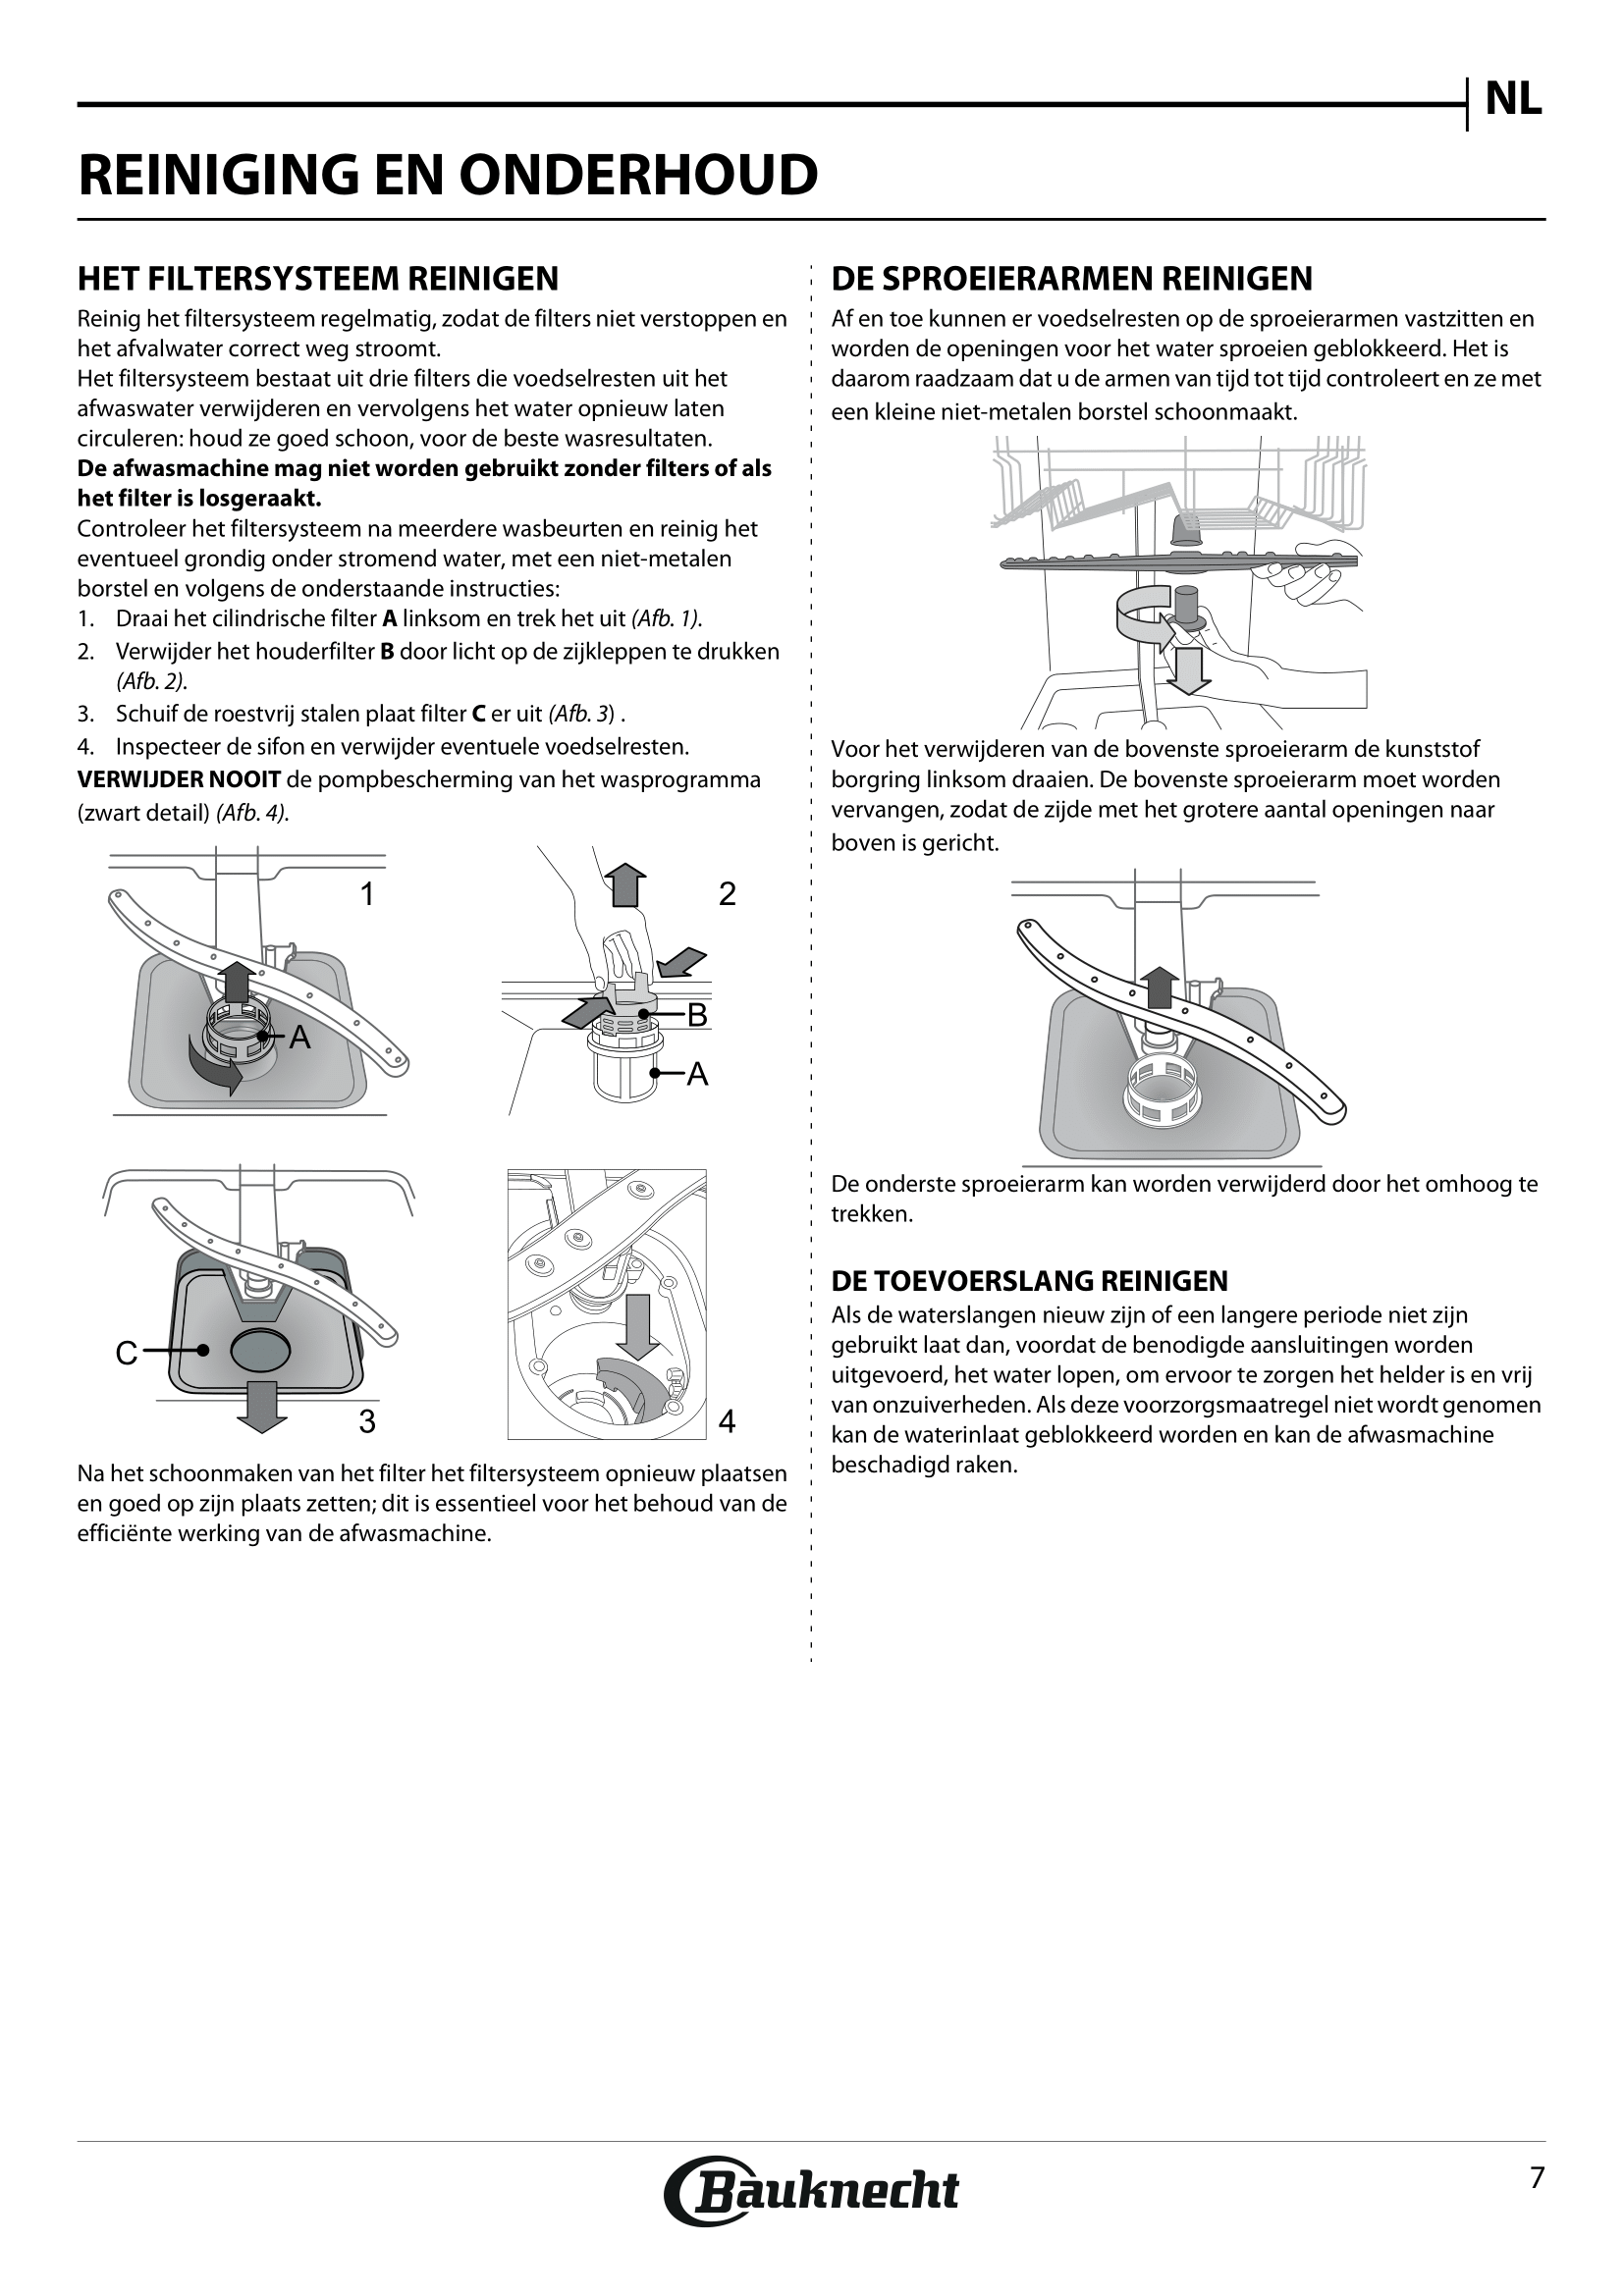 NL
REINIGING EN ONDERHOUD
HET FILTERSYSTEEM REINIGEN
Reinig het filtersysteem regelmatig, zodat de filters niet verstoppen en
het afvalwater correct weg stroomt.
Het filtersysteem bestaat uit drie filters die voedselresten uit het
afwaswater verwijderen en vervolgens het water opnieuw laten
circuleren: houd ze goed schoon, voor de beste wasresultaten.
De afwasmachine mag niet worden gebruikt zonder filters of als
het filter is losgeraakt.
Controleer het filtersysteem na meerdere wasbeurten en reinig het
eventueel grondig onder stromend water, met een niet-metalen
borstel en volgens de onderstaande instructies:
1. Draai het cilindrische filter A linksom en trek het uit (Afb. 1).
2. Verwijder het houderfilter B door licht op de zijkleppen te drukken
(Afb. 2).
3. Schuif de roestvrij stalen plaat filter C er uit (Afb. 3) .
4. Inspecteer de sifon en verwijder eventuele voedselresten.
VERWIJDER NOOIT de pompbescherming van het wasprogramma
(zwart detail) (Afb. 4).
1
A
2
B
A
C
3
4
Na het schoonmaken van het filter het filtersysteem opnieuw plaatsen
en goed op zijn plaats zetten; dit is essentieel voor het behoud van de
efficiënte werking van de afwasmachine.
DE SPROEIERARMEN REINIGEN
Af en toe kunnen er voedselresten op de sproeierarmen vastzitten en
worden de openingen voor het water sproeien geblokkeerd. Het is
daarom raadzaam dat u de armen van tijd tot tijd controleert en ze met
een kleine niet-metalen borstel schoonmaakt.
Voor het verwijderen van de bovenste sproeierarm de kunststof
borgring linksom draaien. De bovenste sproeierarm moet worden
vervangen, zodat de zijde met het grotere aantal openingen naar
boven is gericht.
De onderste sproeierarm kan worden verwijderd door het omhoog te
trekken.
DE TOEVOERSLANG REINIGEN
Als de waterslangen nieuw zijn of een langere periode niet zijn
gebruikt laat dan, voordat de benodigde aansluitingen worden
uitgevoerd, het water lopen, om ervoor te zorgen het helder is en vrij
van onzuiverheden. Als deze voorzorgsmaatregel niet wordt genomen
kan de waterinlaat geblokkeerd worden en kan de afwasmachine
beschadigd raken.
Bauknecht
7